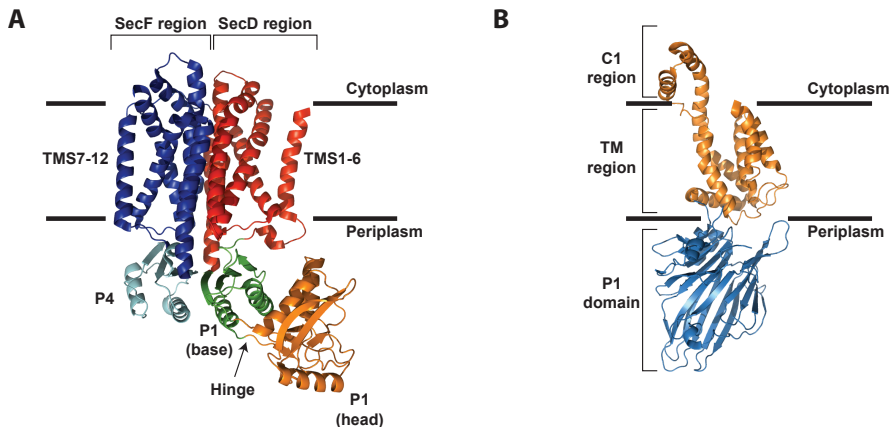 A
SecF region
SecD region
Cytoplasm
TMS7-12
TMS1-6
Periplasm
P4
P1
(base)
Hinge
P1
(head)
B
C1
region
Cytoplasm
TM
region
Periplasm
P1
domain